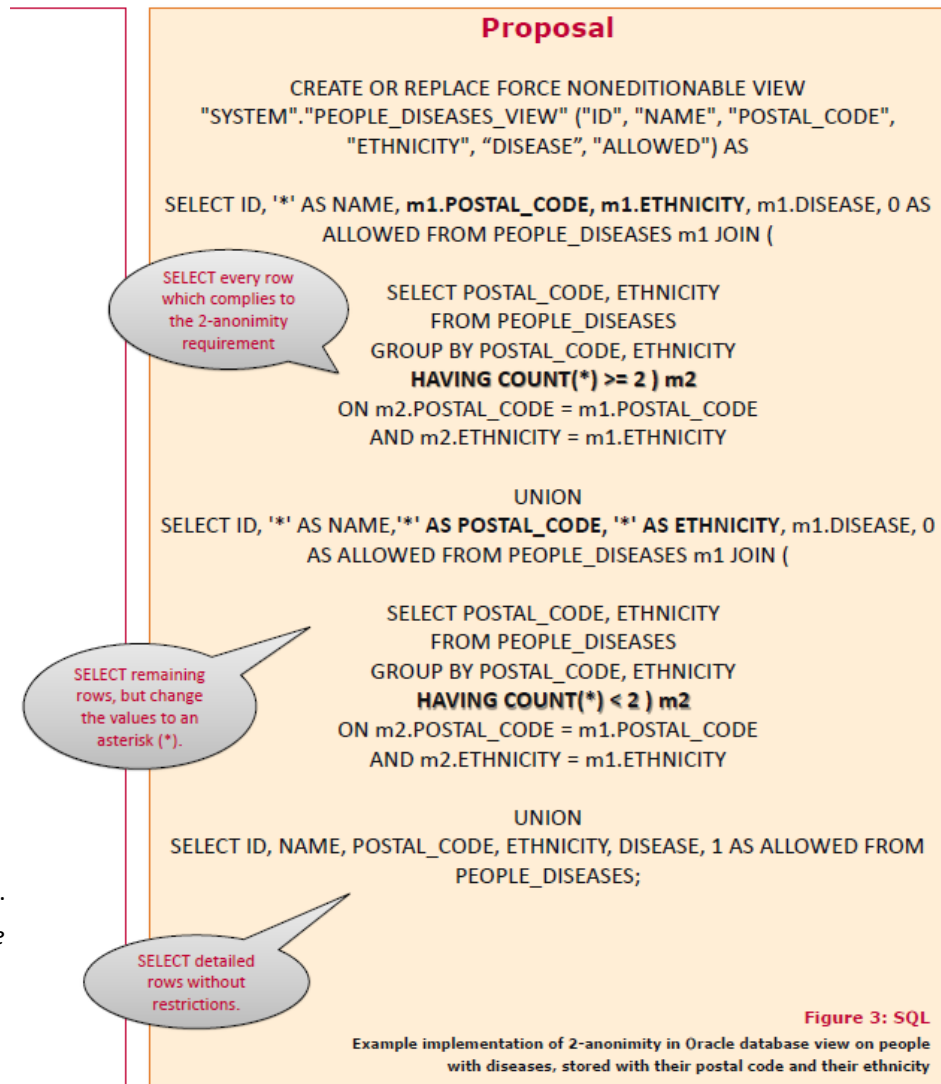 Proposal
CREATE OR REPLACE FORCE NONEDITIONABLE VIEW
"SYSTEM"."PEOPLE_DISEASES_VIEW" ("ID", "NAME", "POSTAL_CODE",
"ETHNICITY", “DISEASE”, "ALLOWED") AS
SELECT ID, '*' AS NAME, m1.POSTAL_CODE, m1.ETHNICITY, m1.DISEASE, 0 AS
ALLOWED FROM PEOPLE_DISEASES m1 JOIN (
SELECT every row
which complies to
the 2-anonimity
requirement
SELECT POSTAL_CODE, ETHNICITY
FROM PEOPLE_DISEASES
GROUP BY POSTAL_CODE, ETHNICITY
HAVING COUNT(*) >= 2 ) m2
ON m2.POSTAL_CODE = m1.POSTAL_CODE
AND m2.ETHNICITY = m1.ETHNICITY
UNION
SELECT ID, '*' AS NAME,'*' AS POSTAL_CODE, '*' AS ETHNICITY, m1.DISEASE, 0
AS ALLOWED FROM PEOPLE_DISEASES m1 JOIN (
SELECT POSTAL_CODE, ETHNICITY
FROM PEOPLE_DISEASES
GROUP BY POSTAL_CODE, ETHNICITY
HAVING COUNT(*) < 2 ) m2
ON m2.POSTAL_CODE = m1.POSTAL_CODE
AND m2.ETHNICITY = m1.ETHNICITY
SELECT remaining
rows, but change
the values to an
asterisk (*).
UNION
SELECT ID, NAME, POSTAL_CODE, ETHNICITY, DISEASE, 1 AS ALLOWED FROM
PEOPLE_DISEASES;
.
e
SELECT detailed
rows without
restrictions.
Figure 3: SQL
Example implementation of 2-anonimity in Oracle database view on people
with diseases, stored with their postal code and their ethnicity